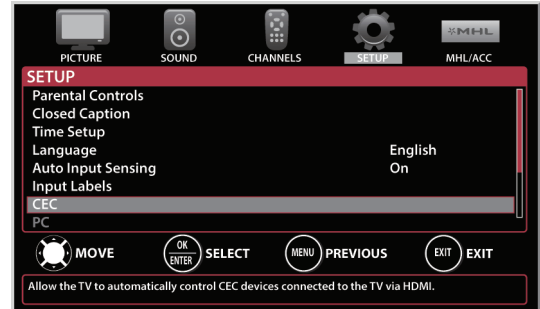 MHL
PICTURE SOUND CHANNELS SETUP MHL/ACC
SETUP
Parental Controls
Closed Caption
Time Setup
Language English
Auto Input Sensing On
Input Labels
CEC
PC
MOVE OK ENTER SELECT MENU PREVIOUS EXIT EXIT
Allow the TV to automatically control CEC devices connected to the TV via HDMI.